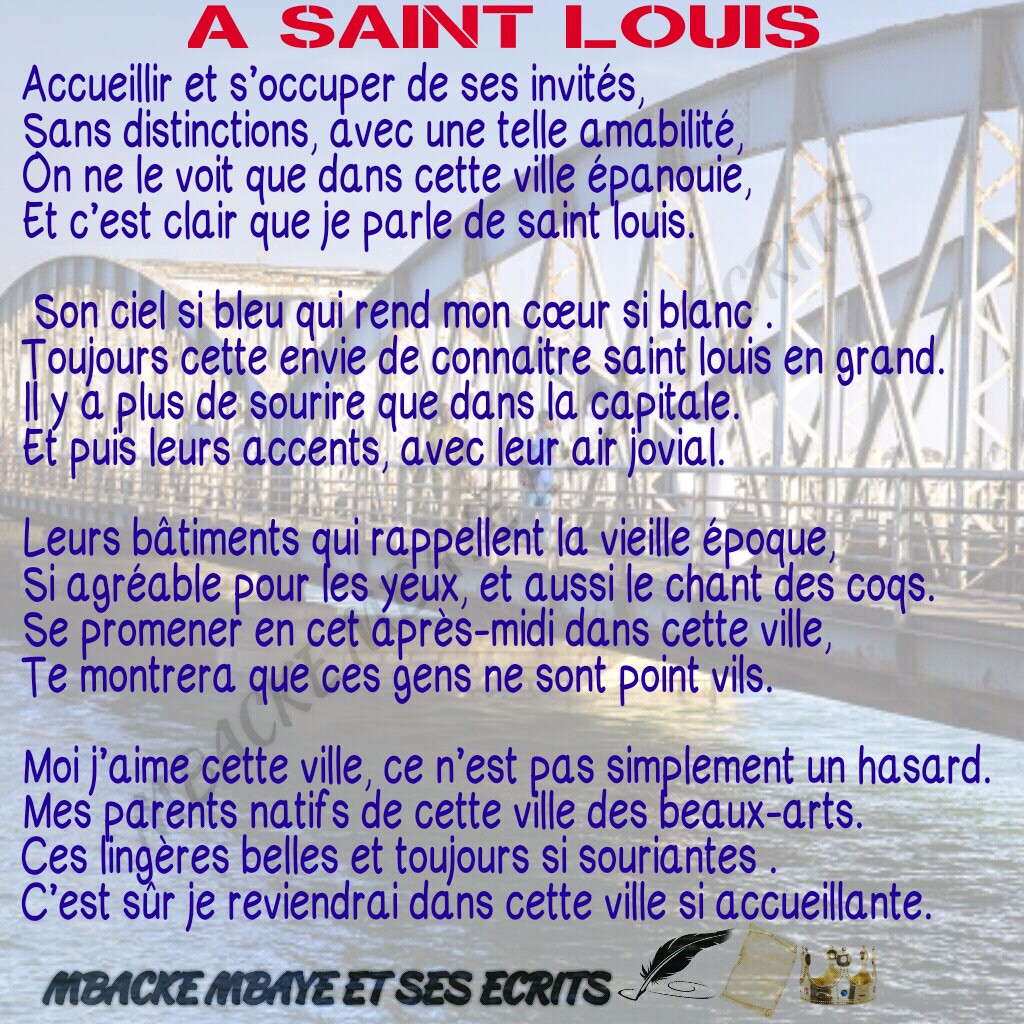 A SAINT LOUIS
Accueillir et s'occuper de ses invités,
Sans distinctions, avec une telle amabilité,
On ne le voit que dans cette ville épanouie,
Et c'est clair que je parle de saint louis.
Son ciel si bleu qui rend mon cœur si blanc .
Toujours cette envie de connaitre saint louis en grand.
Il y a plus de sourire que dans la capitale.
Et puis leurs accents, avec leur air jovial.
Leurs bâtiments qui rappellent la vieille époque,
Si agréable pour les yeux, et aussi le chant des coqs.
Se promener en cet après-midi dans cette ville,
Te montrera que ces gens ne sont point vils.
Moi j'aime cette ville, ce n'est pas simplement un hasard.
Mes parents natifs de cette ville des beaux-arts.
Ces lingères belles et toujours si souriantes .
C'est sûr je reviendrai dans cette ville si accueillante.
MBACKE MBAYE ET SES ECRITS